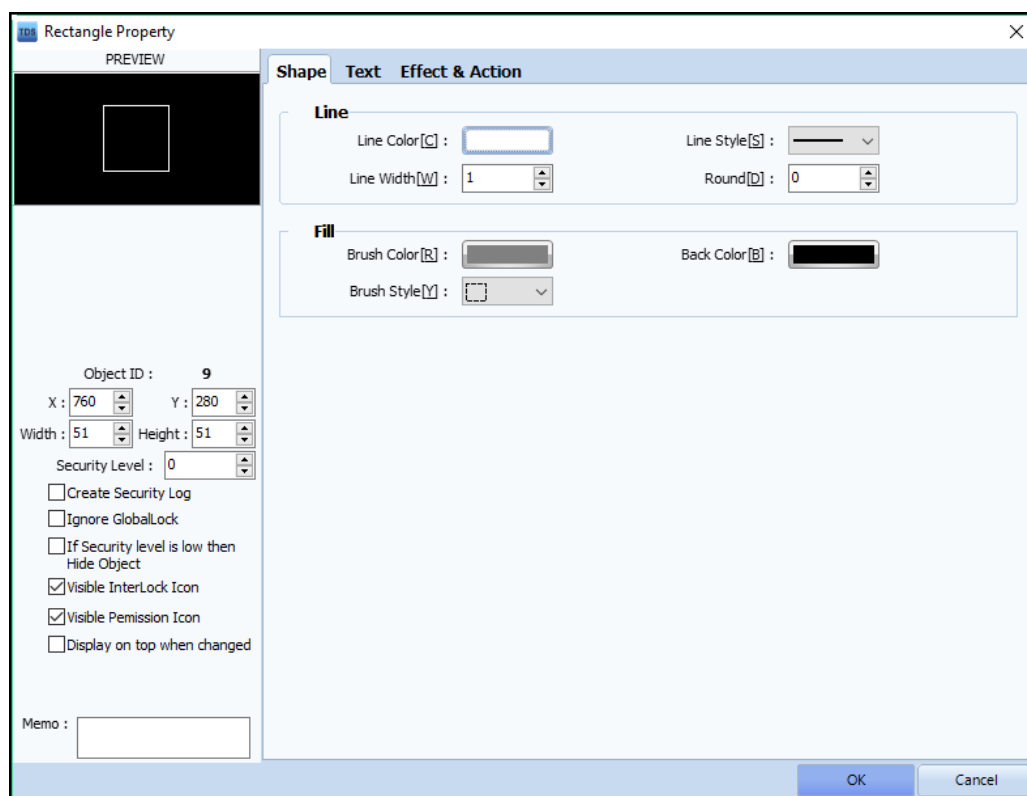 TDS Rectangle Property
PREVIEW
Shape Text Effect & Action
Line
Line Color[C] : Line Style[S] :
Line Width[W] : 1 Round[D] : 0
Fill
Brush Color[R] : Back Color[B] :
Brush Style[Y] :
Object ID : 9
X : 760 Y : 280
Width : 51 Height : 51
Security Level : 0
Create Security Log
Ignore GlobalLock
If Security level is low then
Hide Object
Visible InterLock Icon
Visible Pemission Icon
Display on top when changed
Memo :
OK Cancel